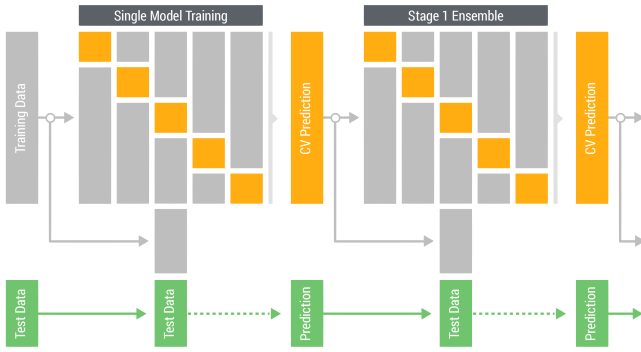 Single Model Training
Stage 1 Ensemble
Training Data
CV Prediction
CV Prediction
Test Data
Test Data
Prediction
Test Data
Prediction